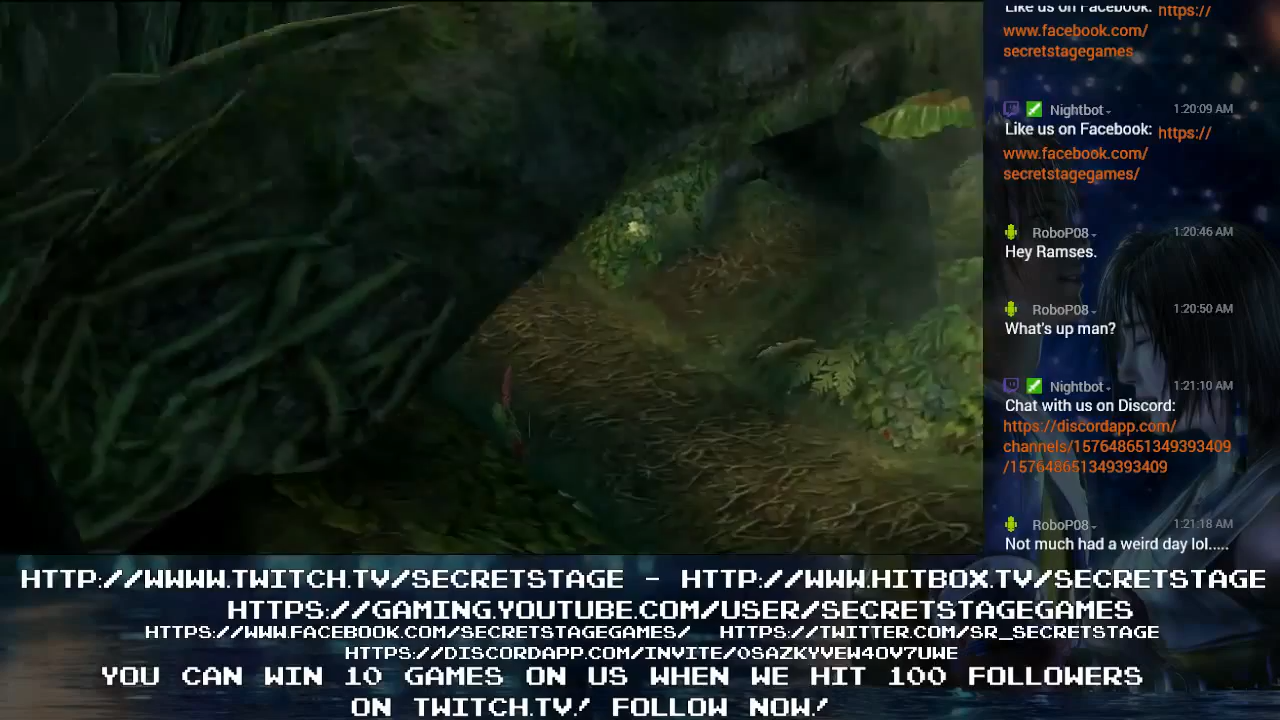 Like us on Facebook: https://
www.facebook.com/
secretstagegames
Nightbot 1:20:09 AM
Like us on Facebook: https://
www.facebook.com/
secretstagegames/
RoboP08 1:20:46 AM
Hey Ramses.
RoboP08 1:20:50 AM
What's up man?
Nightbot 1:21:10 AM
Chat with us on Discord:
https://discordapp.com/
channels/157648651349393409
/157648651349393409
RoboP08 1:21:18 AM
Not much had a weird day lol.....
HTTP://WWWW.TWITCH.TV/SECRETSTAGE - HTTP://WWW.HITBOX.TV/SECRETSTAGE
HTTPS://GAMING.YOUTUBE.COM/USER/SECRETSTAGEGAMES
HTTPS://WWW.FACEBOOK.COM/SECRETSTAGEGAMES/ HTTPS://TWITTER.COM/SR_SECRETSTAGE
HTTPS://DISCORDAPP.COM/INVITE/0SAZKYVEW4OV7UWE
YOU CAN WIN 10 GAMES ON US WHEN WE HIT 100 FOLLOWERS
ON TWITCH.TV! FOLLOW NOW!